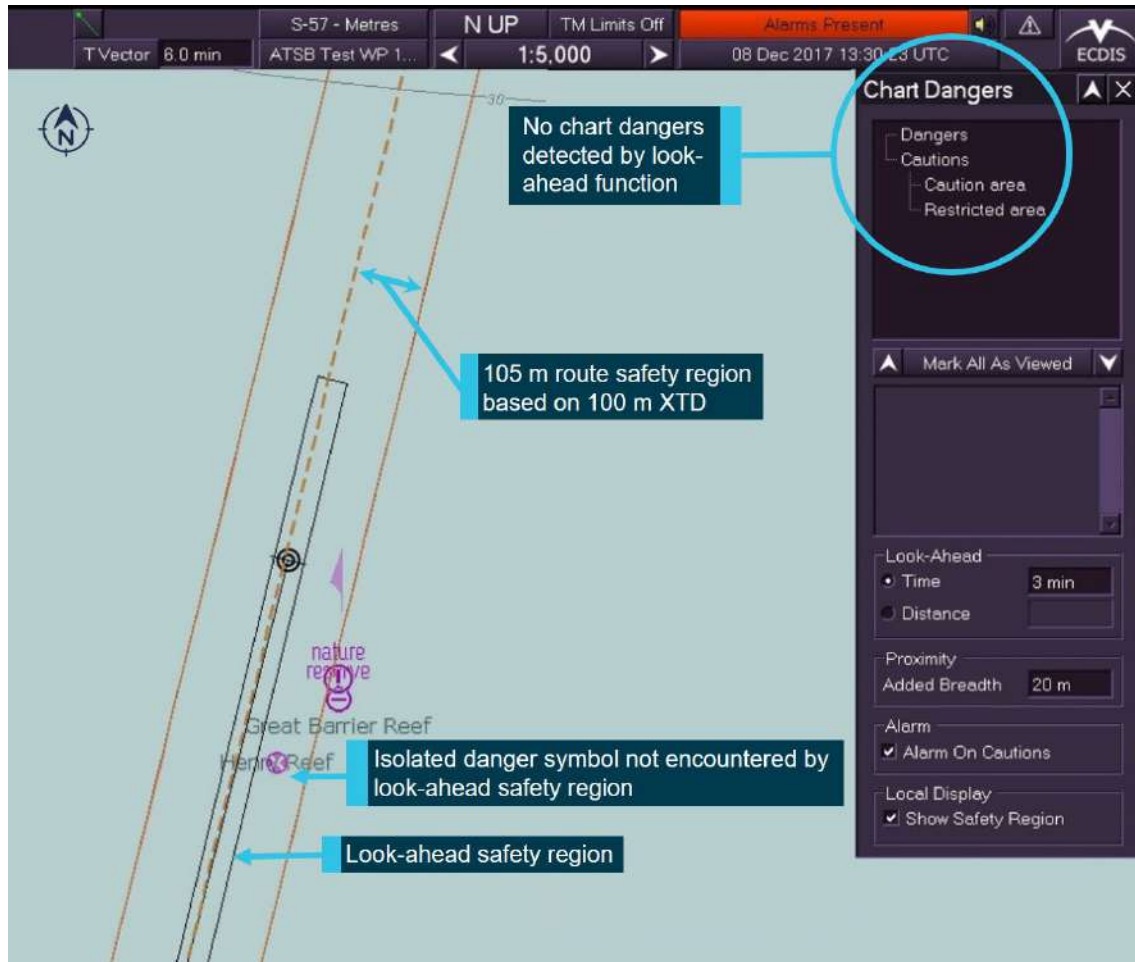 S-57 - Metres
N UP
TM Limits Off
Alarms Present
T Vector 6.0 min
ATSB Test WP 1...
1:5,000
08 Dec 2017 13:30:23 UTC
ECDIS
N
30
No chart dangers
detected by look-
ahead function
Chart Dangers
Dangers
Cautions
Caution area
Restricted area
105 m route safety region
based on 100 m XTD
Mark All As Viewed
Look-Ahead
Time 3 min
Distance
Proximity
Added Breadth 20 m
Alarm
Alarm On Cautions
Local Display
Show Safety Region
nature
reserve
Great Barrier Reef
Henry Reef
Isolated danger symbol not encountered by
look-ahead safety region
Look-ahead safety region